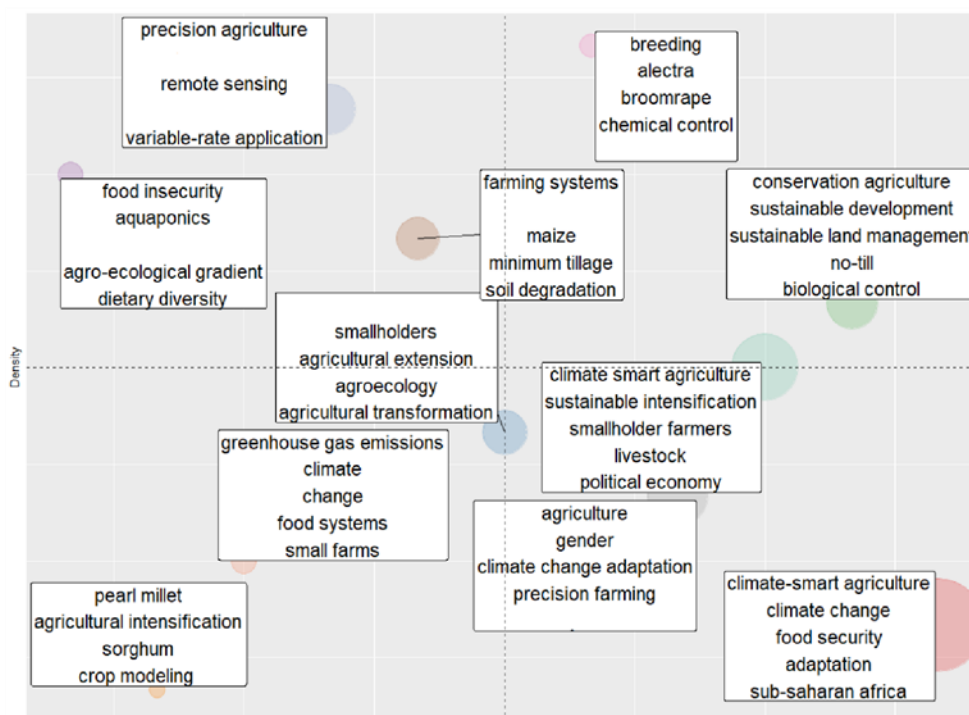 precision agriculture
remote sensing
variable-rate application
breeding
alectra
broomrape
chemical control
food insecurity
aquaponics
agro-ecological gradient
dietary diversity
farming systems
maize
minimum tillage
soil degradation
conservation agriculture
sustainable development
sustainable land management
no-till
biological control
Density
smallholders
agricultural extension
agroecology
agricultural transformation
climate smart agriculture
sustainable intensification
smallholder farmers
livestock
political economy
greenhouse gas emissions
climate
change
food systems
small farms
agriculture
gender
climate change adaptation
precision farming
pearl millet
agricultural intensification
sorghum
crop modeling
climate-smart agriculture
climate change
food security
adaptation
sub-saharan africa